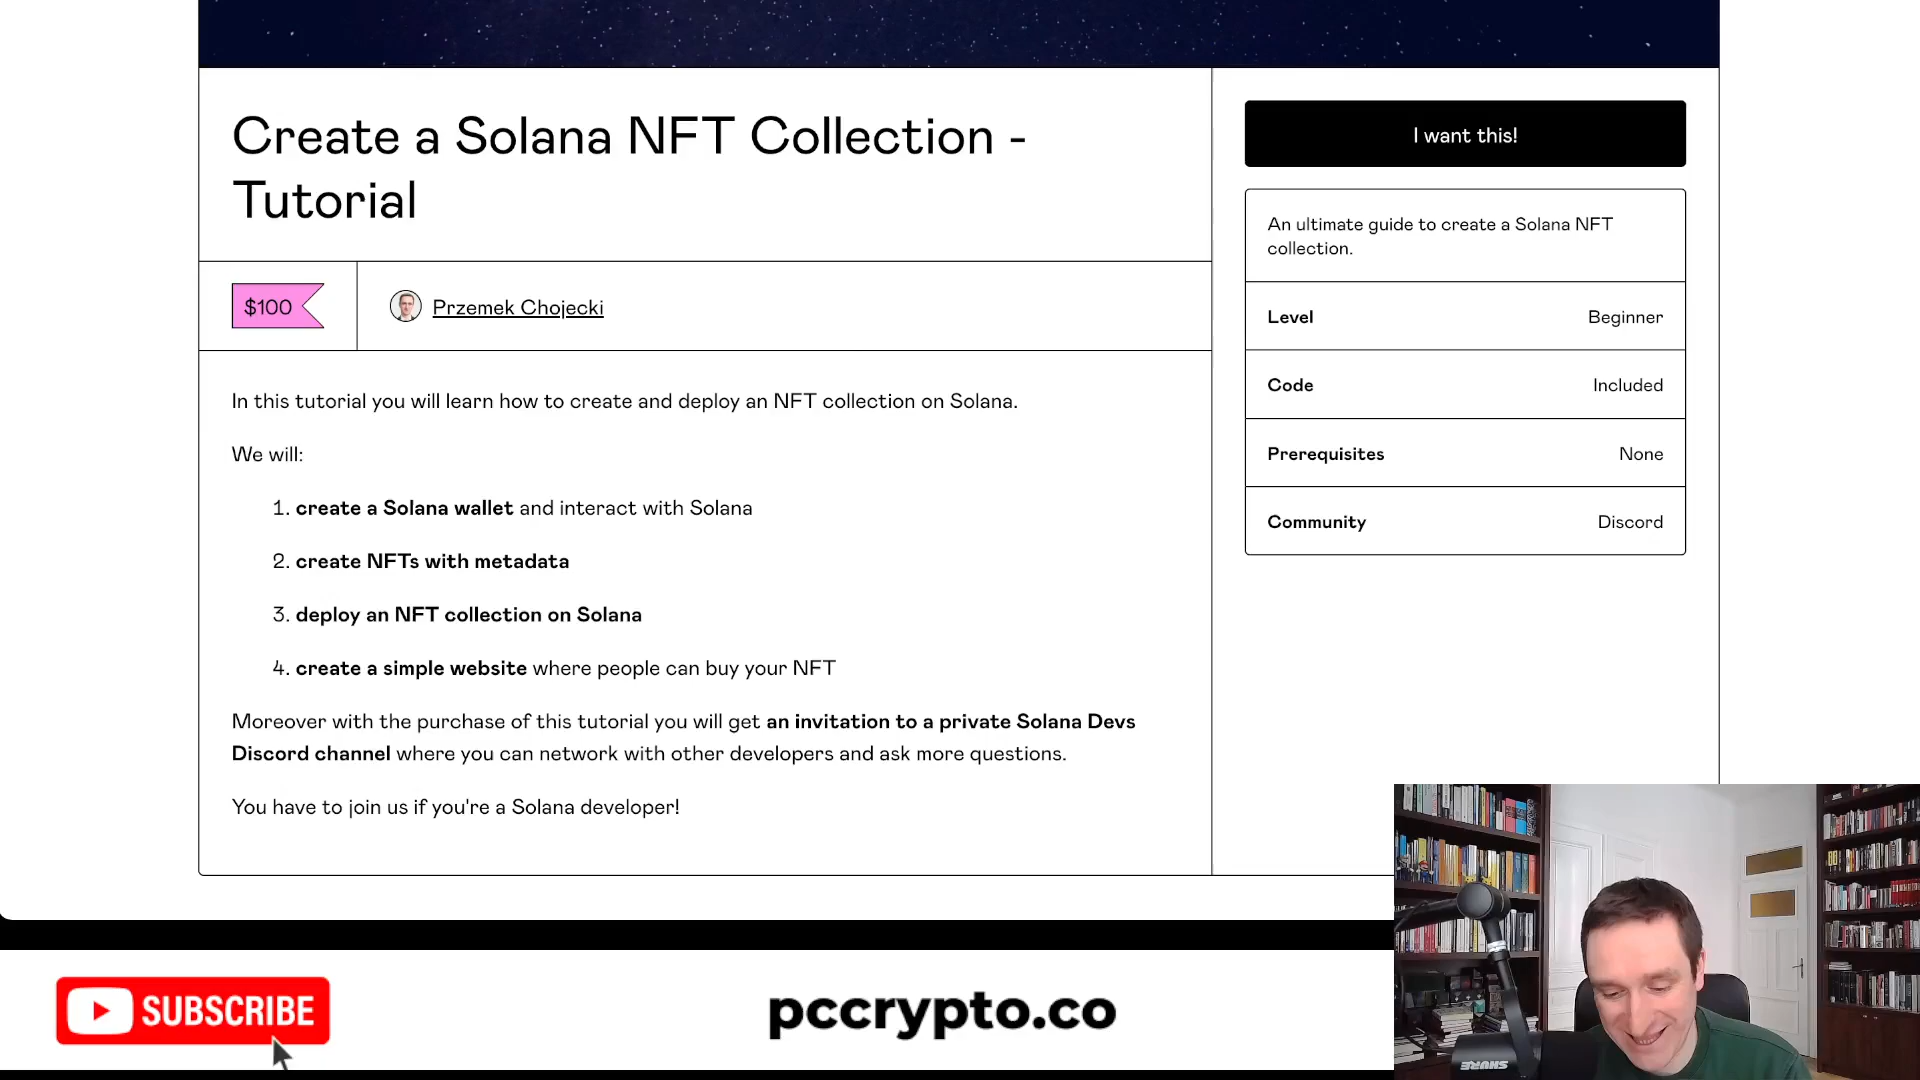 Create a Solana NFT Collection -
Tutorial
$100
Przemek Chojecki
In this tutorial you will learn how to create and deploy an NFT collection on Solana.
We will:
1. create a Solana wallet and interact with Solana
2. create NFTs with metadata
3. deploy an NFT collection on Solana
4. create a simple website where people can buy your NFT
Moreover with the purchase of this tutorial you will get an invitation to a private Solana Devs
Discord channel where you can network with other developers and ask more questions.
You have to join us if you're a Solana developer!
I want this!
An ultimate guide to create a Solana NFT
collection.
Level Beginner
Code Included
Prerequisites None
Community Discord
SUBSCRIBE
pccrypto.co
SHURE